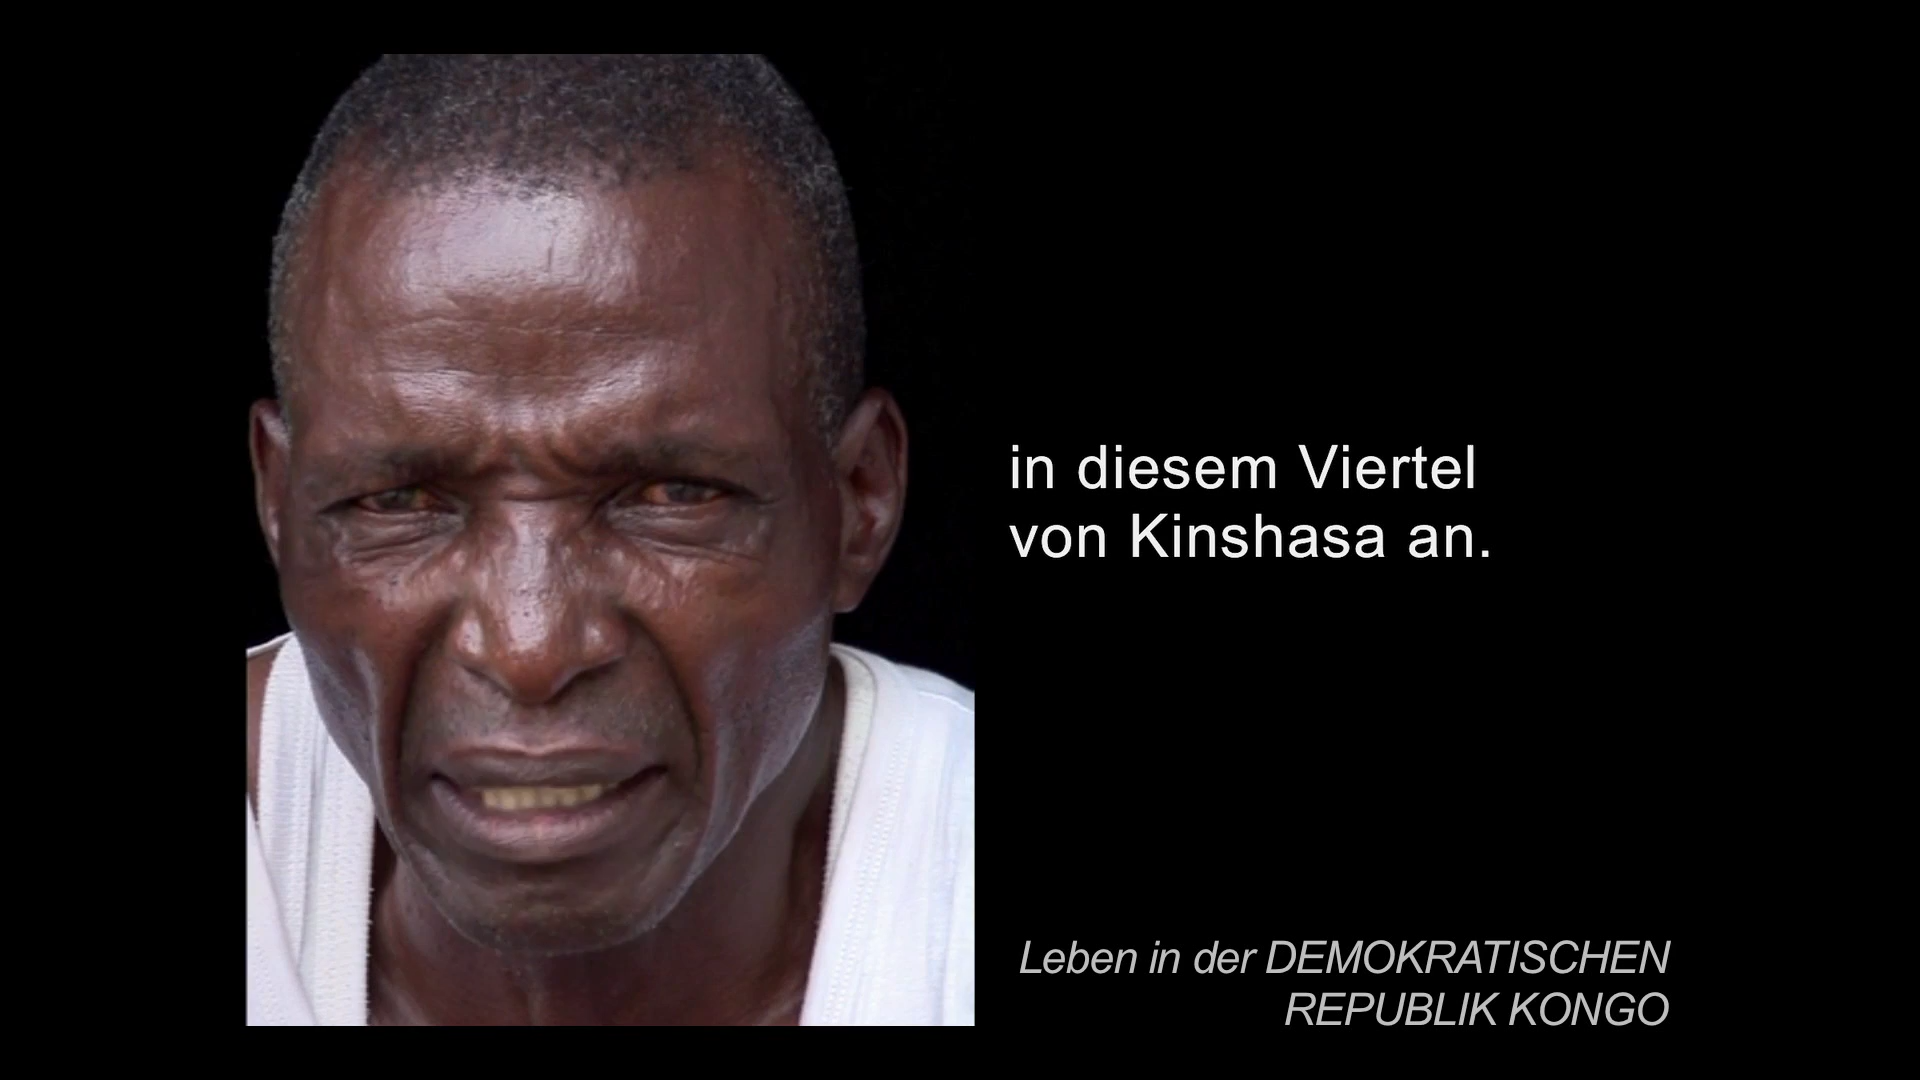 in diesem Viertel
von Kinshasa an.
Leben in der DEMOKRATISCHEN
REPUBLIK KONGO